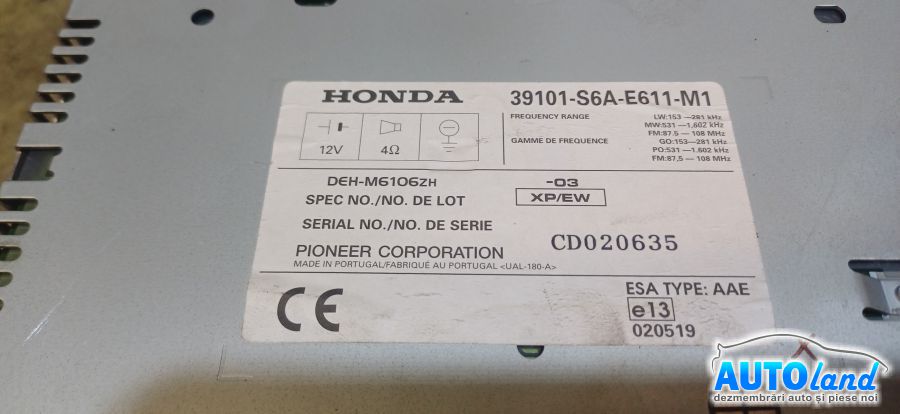 HONDA 39101-S6A-E611-M1
12V 4Ω
FREQUENCY RANGE LW:153 —281 kHz
MW:531 —1,602 kHz
FM:87.5 — 108 MHz
GAMME DE FREQUENCE GO:153—281 kHz
PO:531 —1.602 kHz
FM:87,5 — 108 MHz
DEH-M6106ZH -03
SPEC NO./NO. DE LOT XP/EW
SERIAL NO./NO. DE SERIE
CD020635
PIONEER CORPORATION
MADE IN PORTUGAL/FABRIQUÉ AU PORTUGAL <UAL-180-A>
CE
ESA TYPE: AAE
e13
020519
AUTOland
dezmembrări auto și piese noi